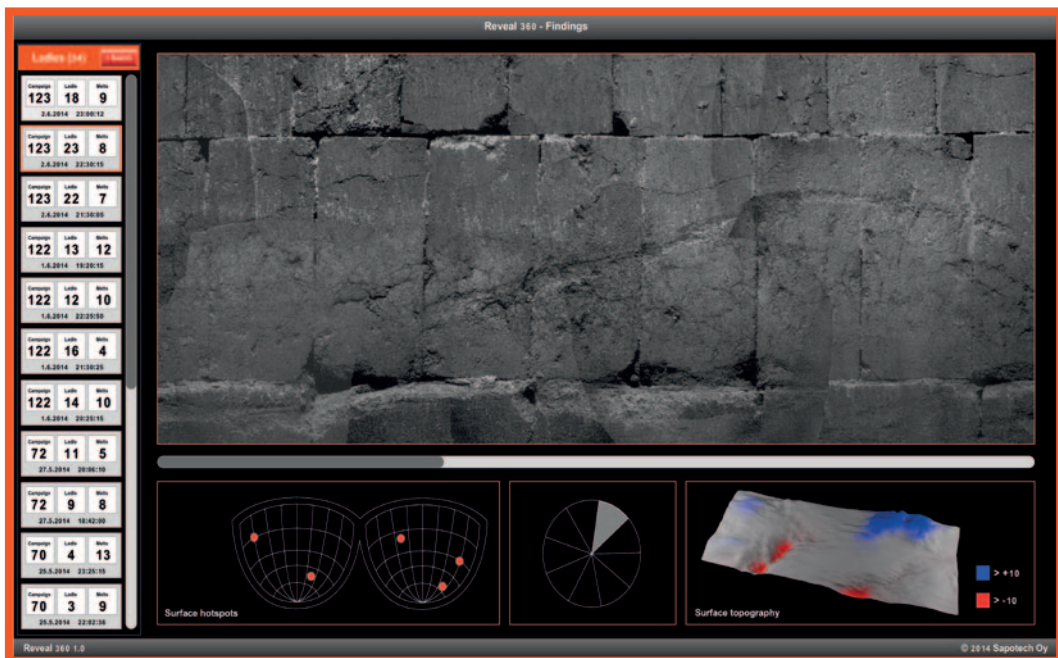 Reveal 360 - Findings
Ladles (34)
Campaign Ladle Melts
123 18 9
2.6.2014 23:00:12
Campaign Ladle Melts
123 23 8
2.6.2014 22:30:15
Campaign Ladle Melts
123 22 7
2.6.2014 21:30:05
Campaign Ladle Melts
122 13 12
1.6.2014 19:20:15
Campaign Ladle Melts
122 12 10
1.6.2014 22:25:50
Campaign Ladle Melts
122 16 4
1.6.2014 21:30:25
Campaign Ladle Melts
122 14 10
1.6.2014 20:25:15
Campaign Ladle Melts
72 11 5
27.5.2014 20:06:10
Campaign Ladle Melts
72 9 8
27.5.2014 18:42:00
Campaign Ladle Melts
70 4 13
25.5.2014 23:25:15
Campaign Ladle Melts
70 3 9
25.5.2014 22:02:36
Surface hotspots
Surface topography
> +10
> -10
Reveal 360 1.0
© 2014 Sapotech Oy